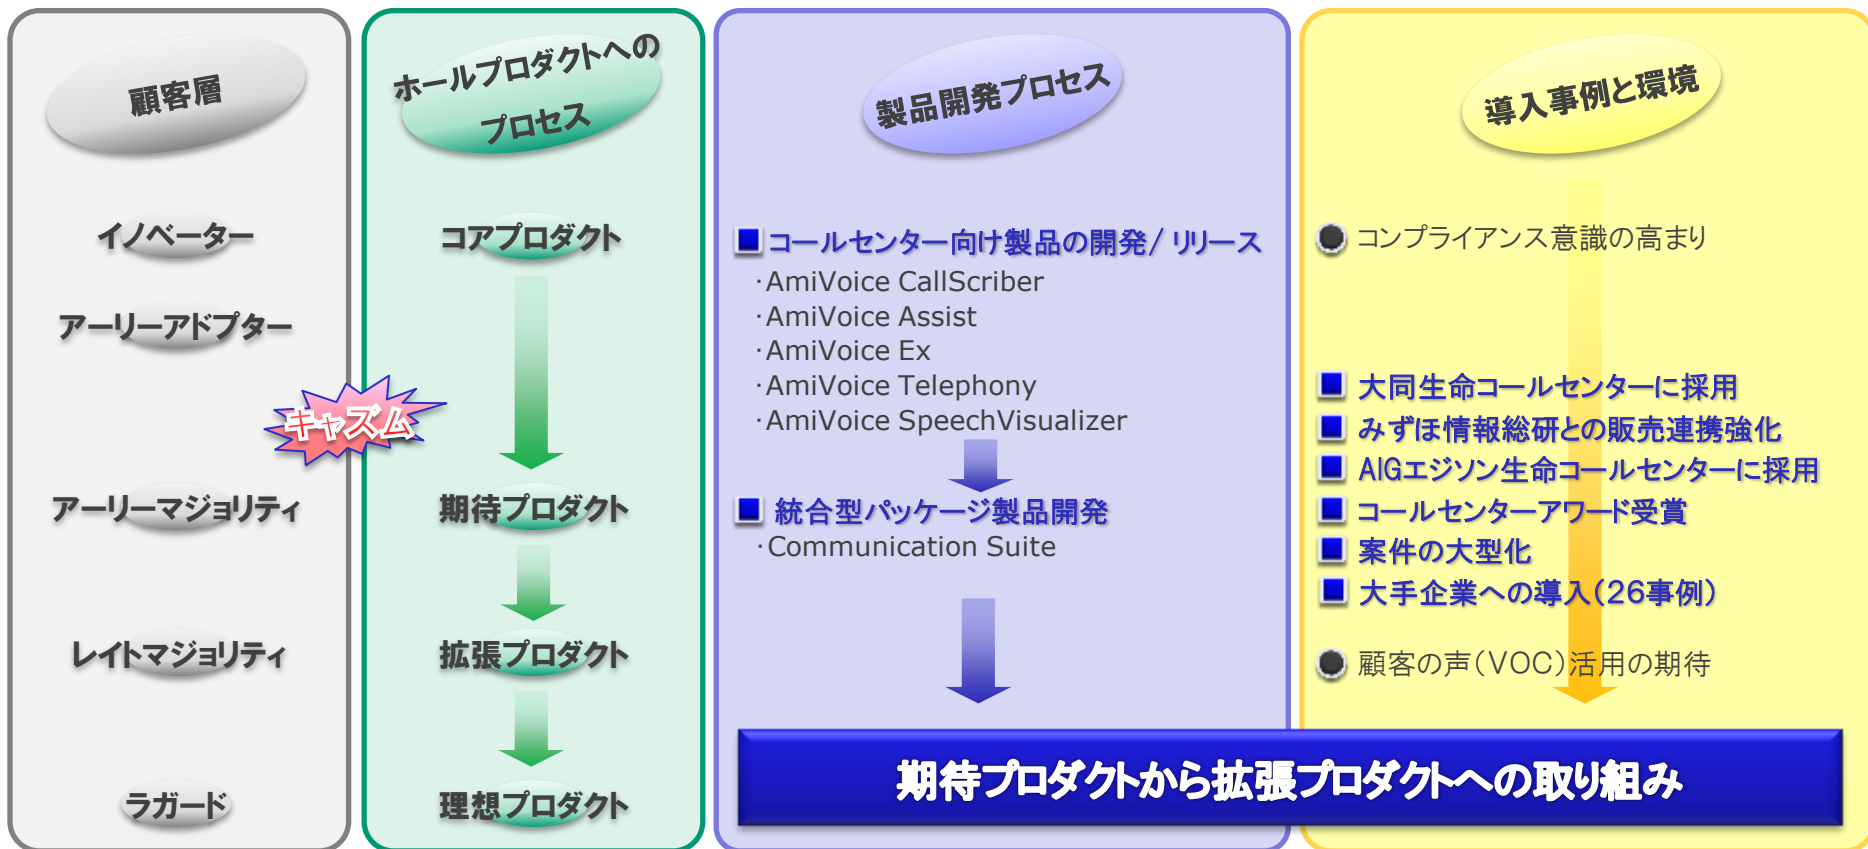 顧客層
イノベーター
アーリーアドプター
キャズム
アーリーマジョリティ
レイトマジョリティ
ラガード
ホールプロダクトへの
プロセス
コアプロダクト
期待プロダクト
拡張プロダクト
理想プロダクト
製品開発プロセス
コールセンター向け製品の開発/リリース
・AmiVoice CallScriber
・AmiVoice Assist
・AmiVoice Ex
・AmiVoice Telephony
・AmiVoice SpeechVisualizer
統合型パッケージ製品開発
・Communication Suite
導入事例と環境
コンプライアンス意識の高まり
大同生命コールセンターに採用
みずほ情報総研との販売連携強化
AIGエジソン生命コールセンターに採用
コールセンターアワード受賞
案件の大型化
大手企業への導入(26事例)
顧客の声(VOC)活用の期待
期待プロダクトから拡張プロダクトへの取り組み